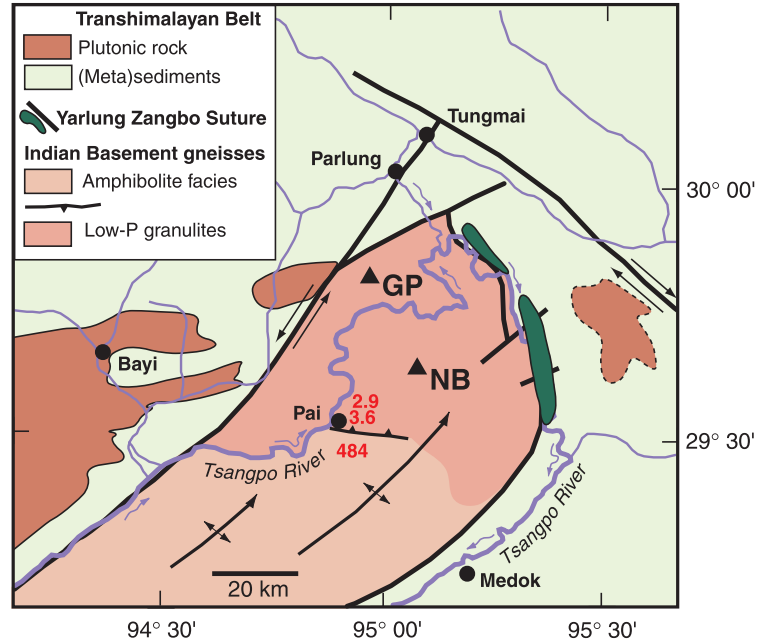 Transhimalayan Belt
Plutonic rock
(Meta)sediments
Yarlung Zangbo Suture
Indian Basement gneisses
Amphibolite facies
Low-P granulites
Tungmai
Parlung
30° 00'
GP
Bayi
NB
2.9
Pai
3.6
484
29° 30'
Tsangpo River
Tsangpo River
20 km
Medok
94° 30'
95° 00'
95° 30'